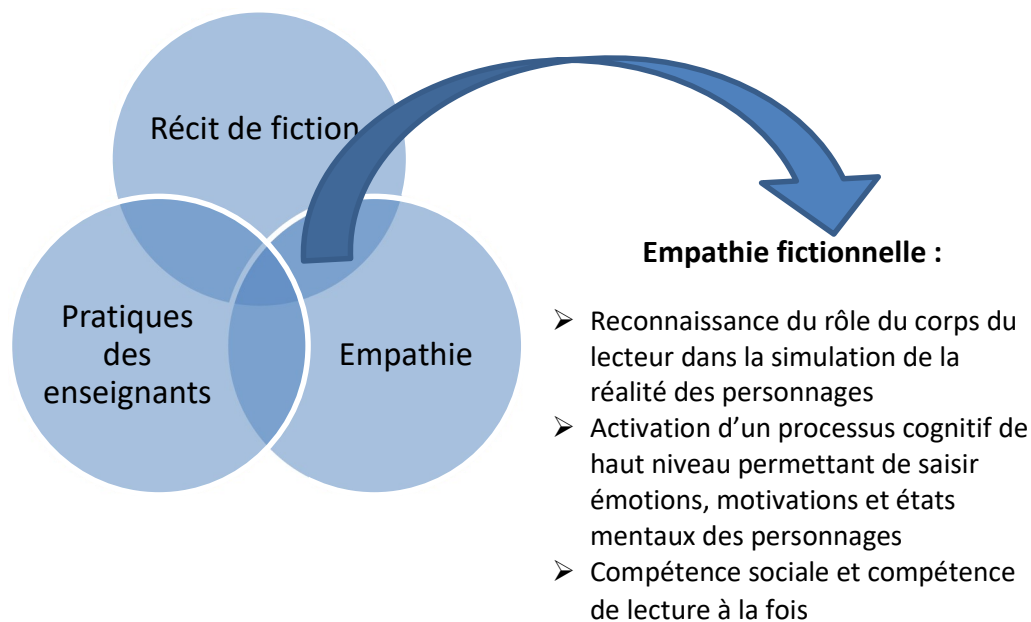 Récit de fiction
Pratiques
des
enseignants
Empathie
Empathie fictionnelle :
➢ Reconnaissance du rôle du corps du
lecteur dans la simulation de la
réalité des personnages
➢ Activation d’un processus cognitif de
haut niveau permettant de saisir
émotions, motivations et états
mentaux des personnages
➢ Compétence sociale et compétence
de lecture à la fois